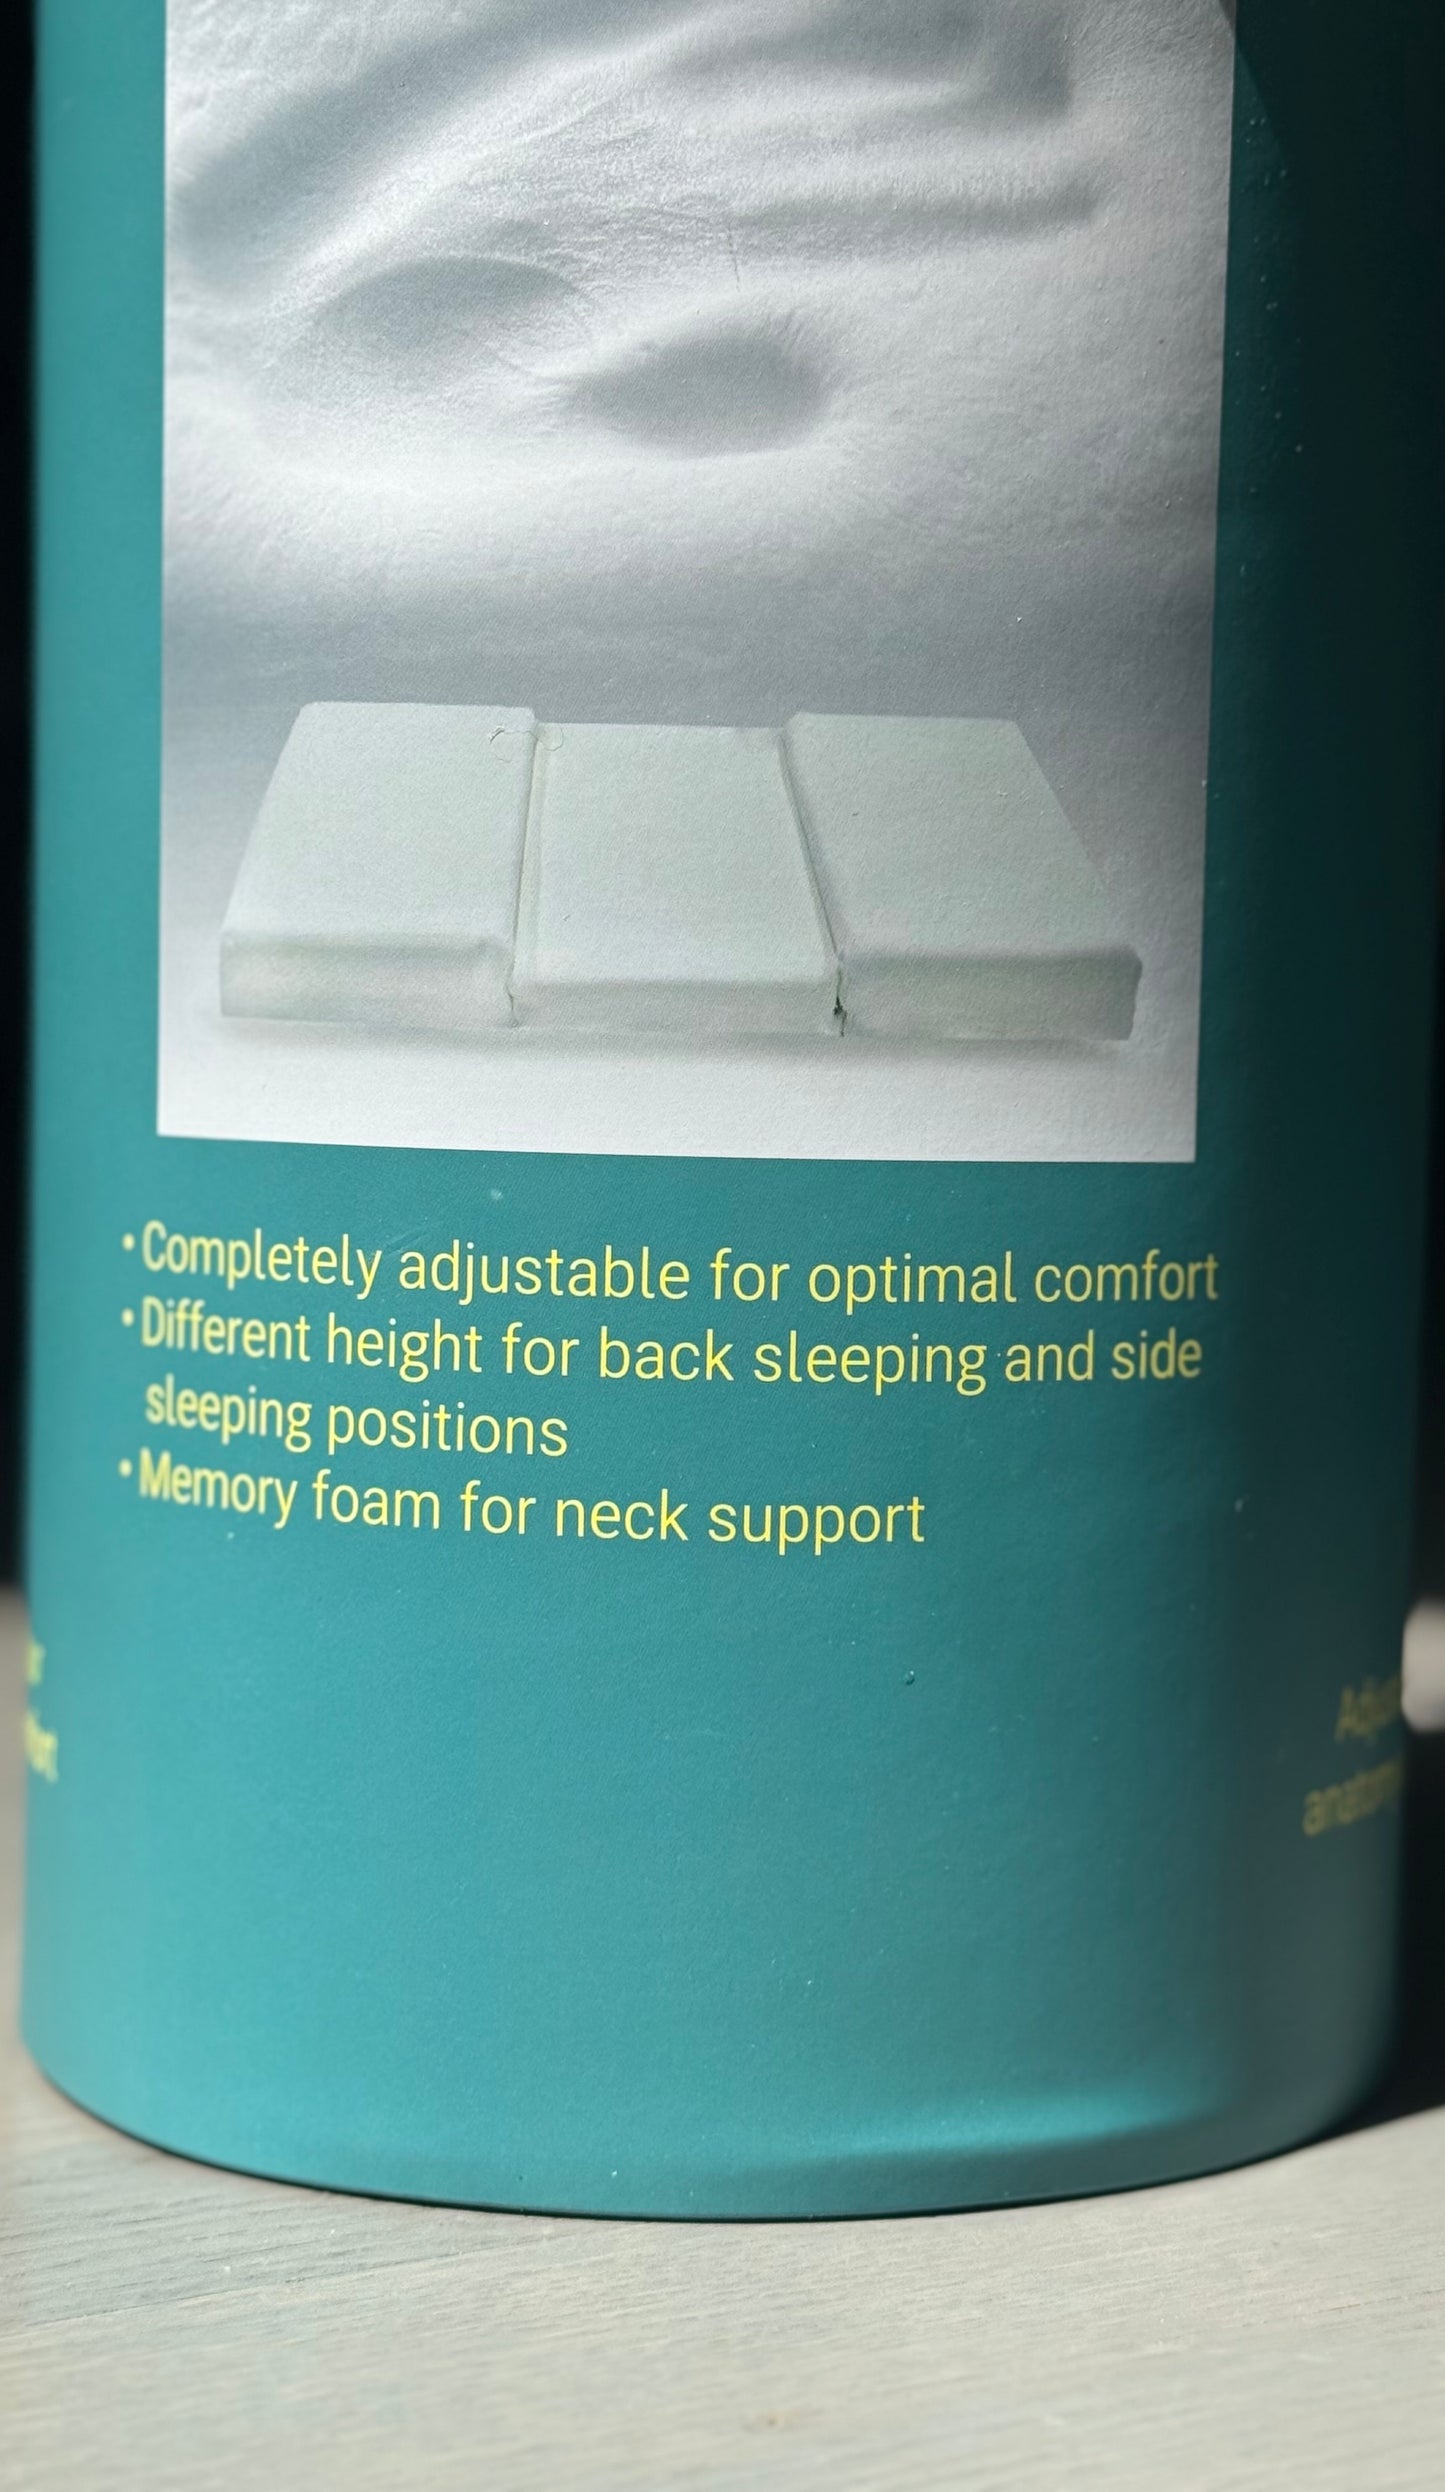 • Completely adjustable for optimal comfort
• Different height for back sleeping and side
sleeping positions
• Memory foam for neck support